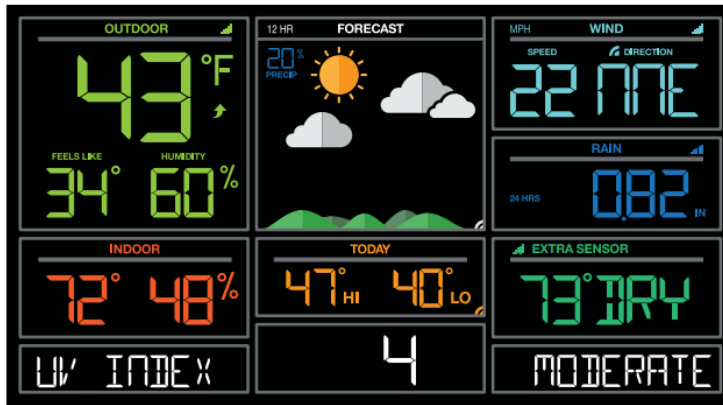 OUTDOOR
43°F
FEELS LIKE HUMIDITY
34° 60%
12 HR FORECAST
20%
PRECIP
MPH WIND
SPEED DIRECTION
22 NNE
RAIN
24 HRS 0.82 IN
INDOOR
72° 48%
TODAY
47° HI 40° LO
EXTRA SENSOR
73° DRY
UV INDEX
4
MODERATE